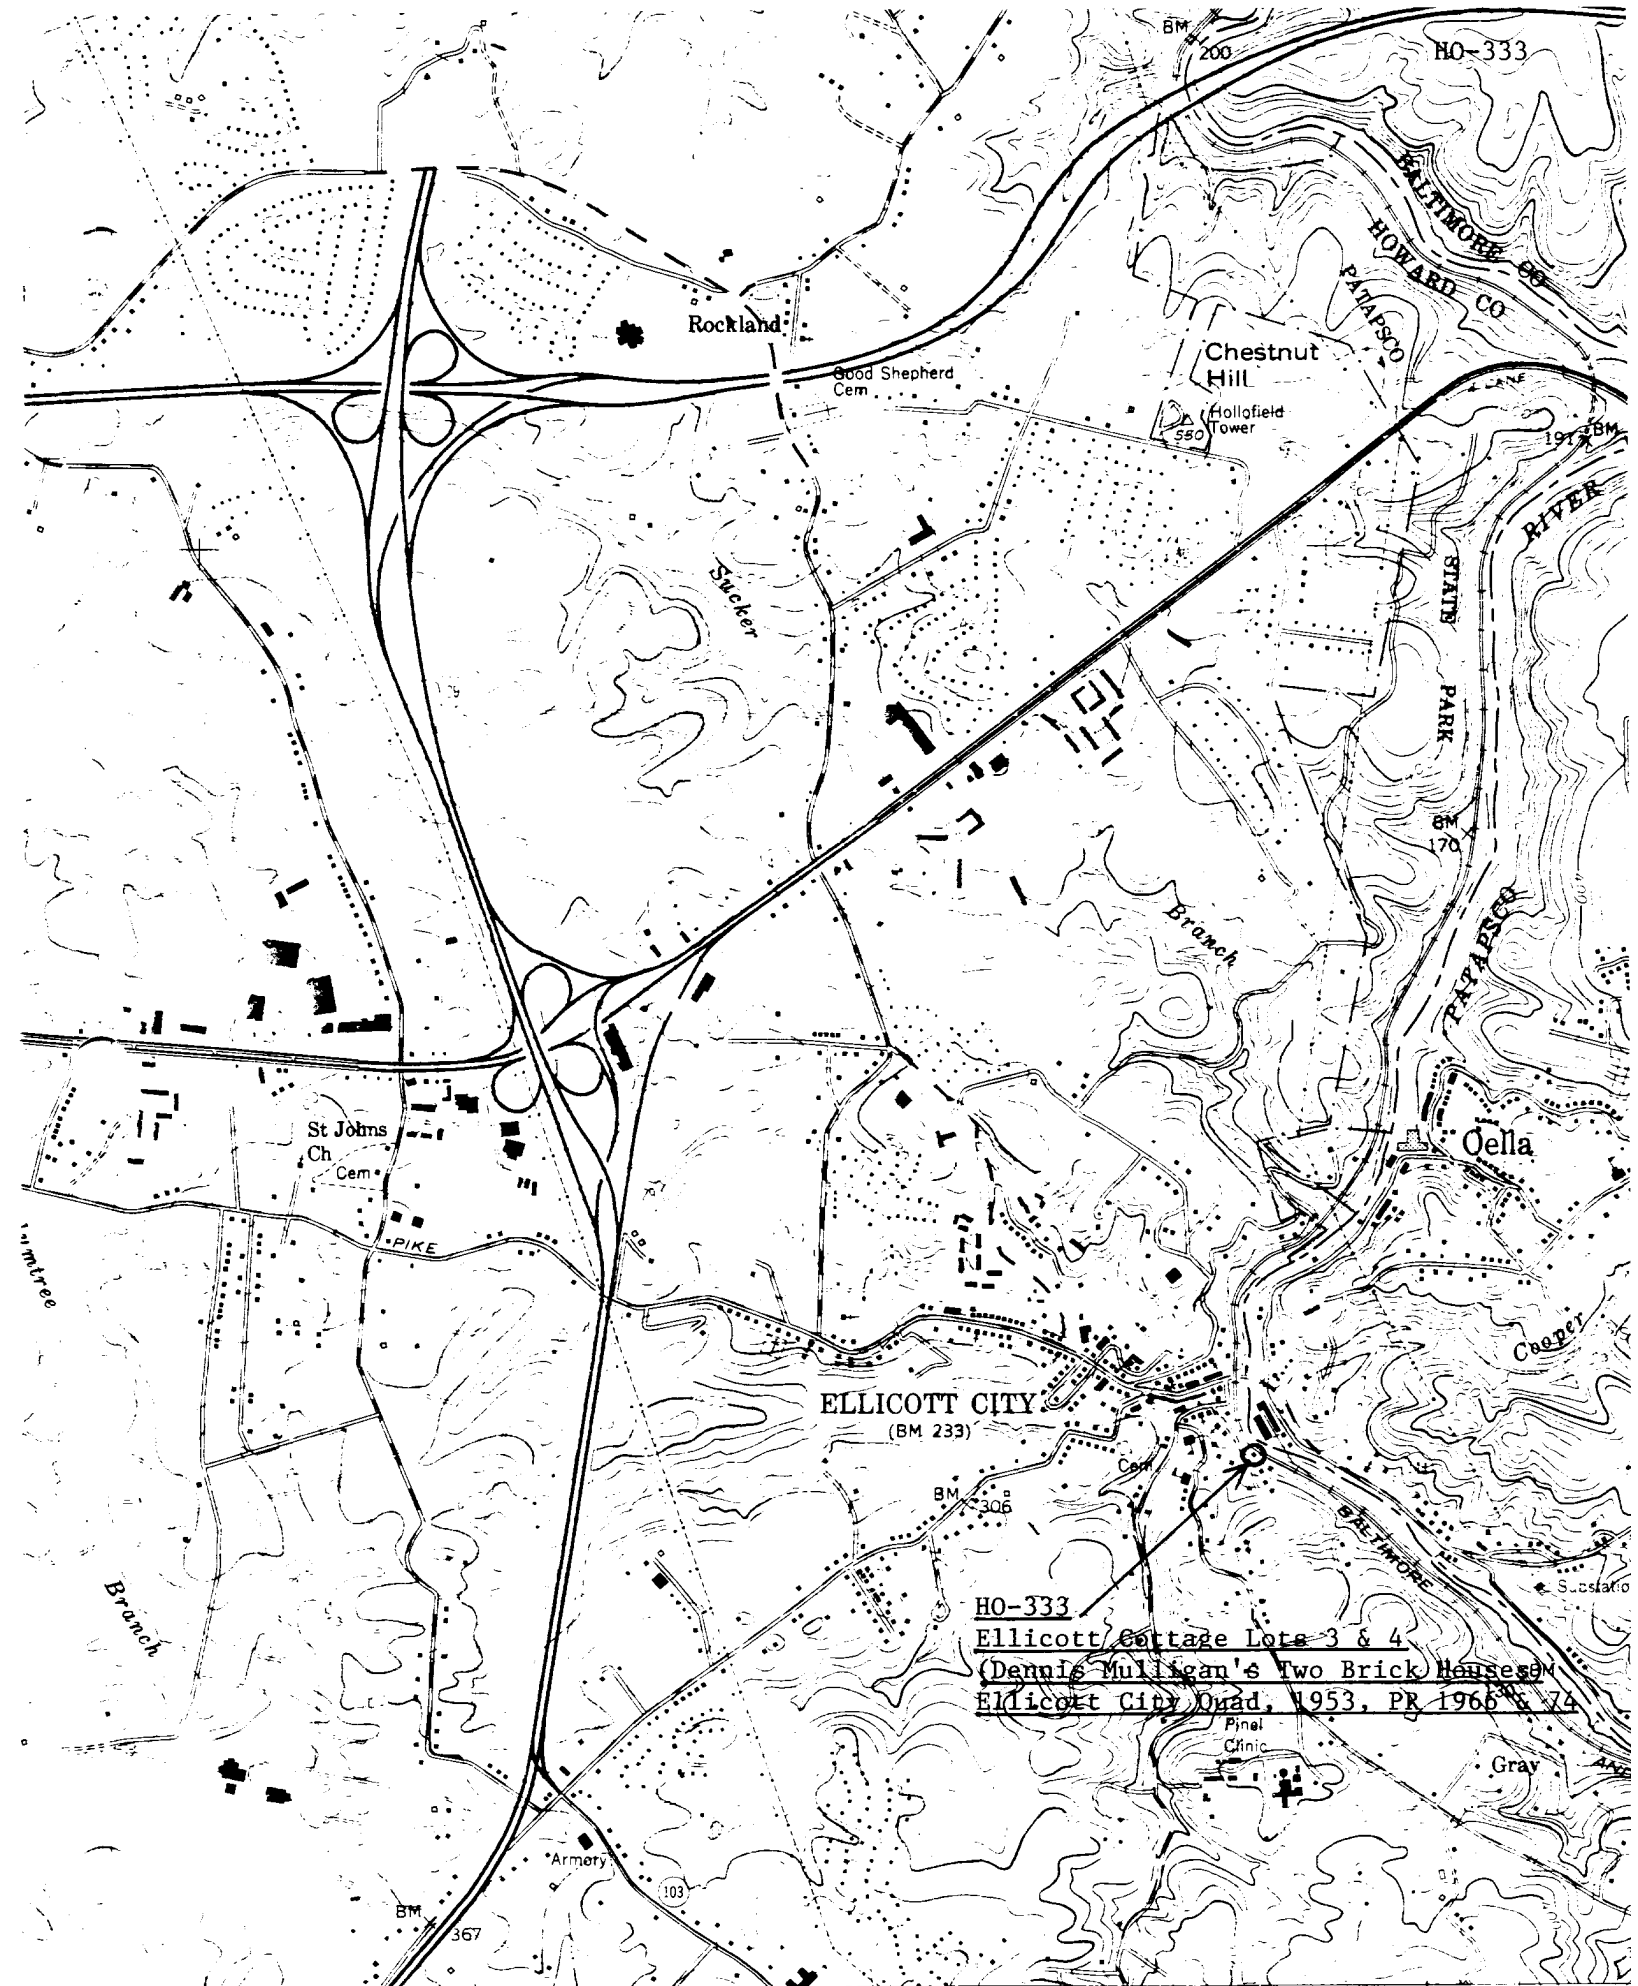 BM
200
HO-333
BALTIMORE CO
HOWARD CO
PATAPSCO
Rockland
Chestnut
Hill
Good Shepherd
Cem
LANE
Hollofield
Tower
550
191
BM
RIVER
Sucker
STATE
PARK
BM
170
Branch
PATAPSCO
St Johns
Ch
Cem
Oella
PIKE
Cooper
ELLICOTT CITY
(BM 233)
Cem
BM
306
BALTIMORE
Branch
HO-333
Ellicott Cottage Lots 3 & 4
(Dennis Mulligan's Two Brick Houses)
BM
Ellicott City Quad, 1953, PR 1966 & 74
Pinel
Clinic
Gray
AND
Armory
103
BM
367